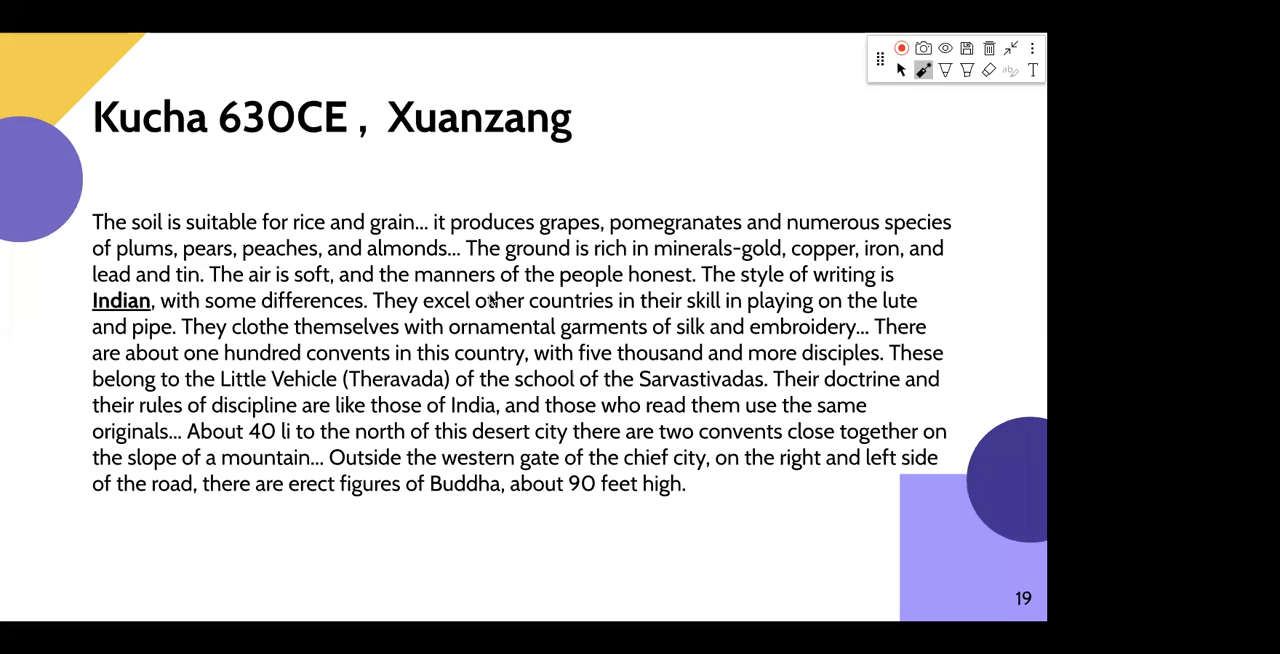 Kucha 630CE ,  Xuanzang
The soil is suitable for rice and grain... it produces grapes, pomegranates and numerous species
of plums, pears, peaches, and almonds... The ground is rich in minerals-gold, copper, iron, and
lead and tin. The air is soft, and the manners of the people honest. The style of writing is
Indian, with some differences. They excel other countries in their skill in playing on the lute
and pipe. They clothe themselves with ornamental garments of silk and embroidery... There
are about one hundred convents in this country, with five thousand and more disciples. These
belong to the Little Vehicle (Theravada) of the school of the Sarvastivadas. Their doctrine and
their rules of discipline are like those of India, and those who read them use the same
originals... About 40 li to the north of this desert city there are two convents close together on
the slope of a mountain... Outside the western gate of the chief city, on the right and left side
of the road, there are erect figures of Buddha, about 90 feet high.
19